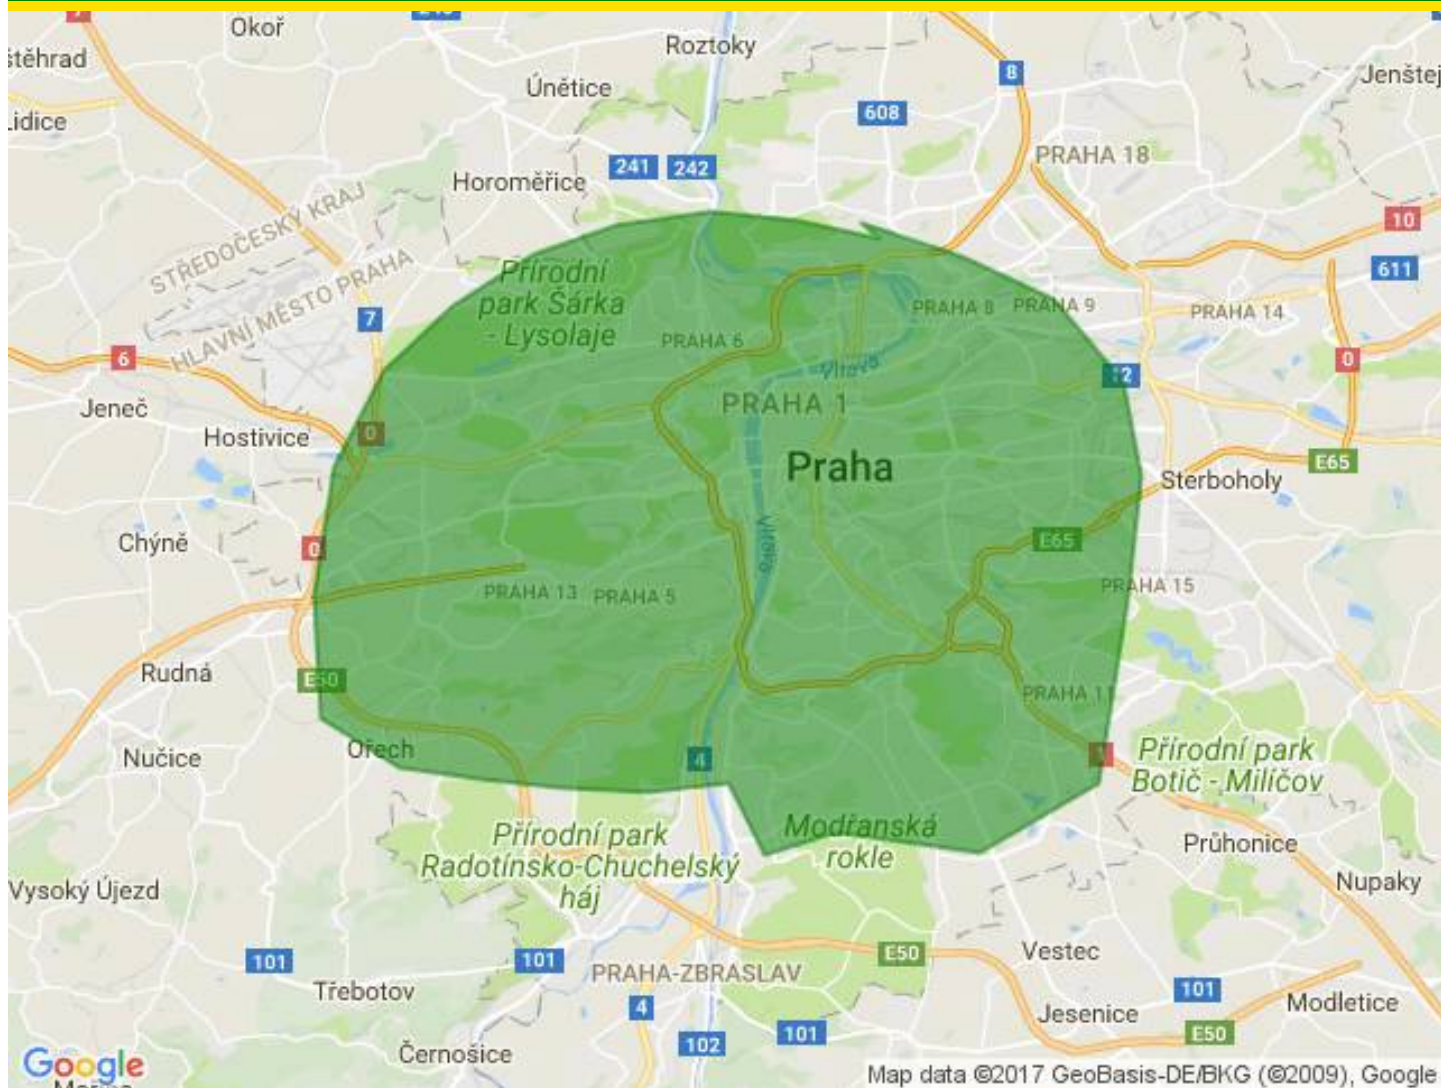 Okoř
Roztoky
stěhrad
8
Jenštej
Únětice
608
Lidice
PRAHA 18
241
242
Horoměřice
STŘEDOČESKÝ KRAJ
10
HLAVNÍ MĚSTO PRAHA
611
Přírodní
park Šárka
- Lysolaje
PRAHA 8
PRAHA 9
PRAHA 14
7
PRAHA 6
6
0
Vltava
12
Jeneč
PRAHA 1
Hostivice
0
Praha
E65
Sterboholy
Chýně
0
Vltava
E65
PRAHA 13
PRAHA 5
PRAHA 15
Rudná
E50
PRAHA 11
Nučice
Ořech
4
1
Přírodní park
Botič - Milíčov
Přírodní park
Radotínsko-Chuchelský
háj
Modřanská
rokle
Průhonice
Vysoký Újezd
Nupaky
101
101
E50
Vestec
PRAHA-ZBRASLAV
Třebotov
4
101
Modletice
Jesenice
101
E50
102
Černošice
Google
Map data ©2017 GeoBasis-DE/BKG (©2009), Google